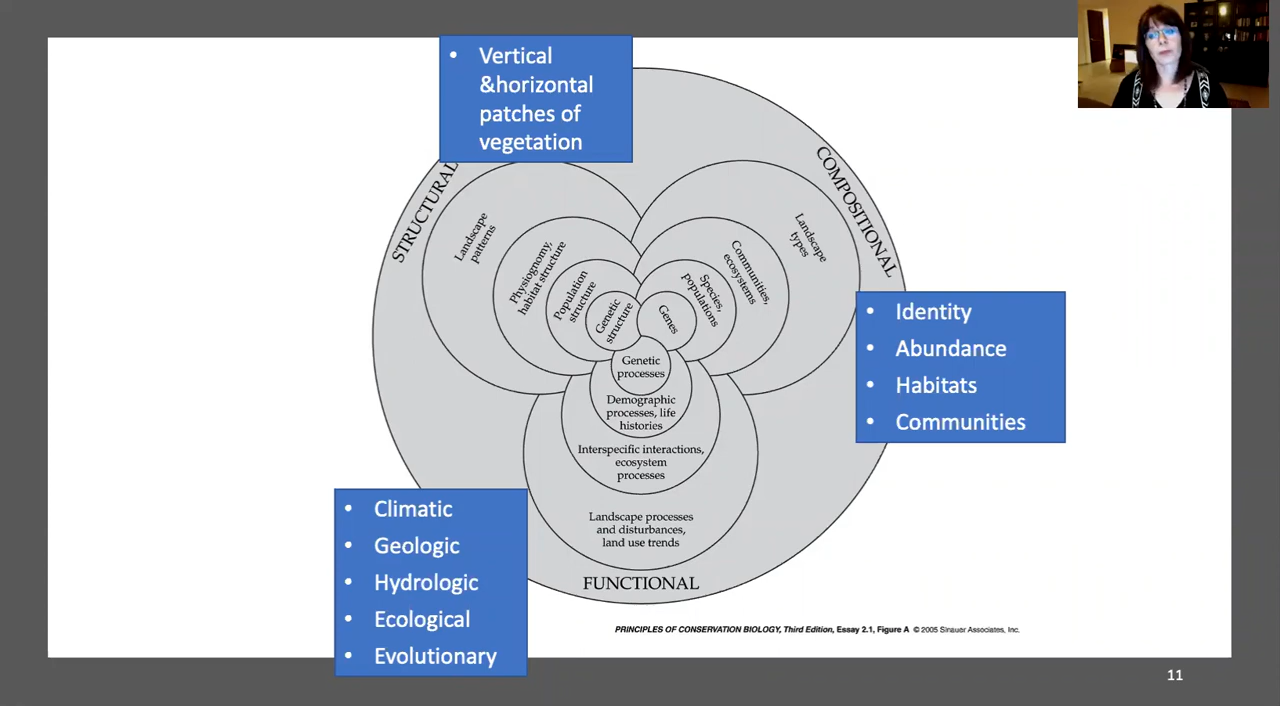 • Vertical
&horizontal
patches of
vegetation
STRUCTURAL
COMPOSITIONAL
Landscape
patterns
Physiognomy,
habitat structure
Population
structure
Genetic
structure
Landscape
types
Communities,
ecosystems
Species,
populations
Genes
Genetic
processes
Demographic
processes, life
histories
Interspecific interactions,
ecosystem
processes
Landscape processes
and disturbances,
land use trends
FUNCTIONAL
• Identity
• Abundance
• Habitats
• Communities
• Climatic
• Geologic
• Hydrologic
• Ecological
• Evolutionary
PRINCIPLES OF CONSERVATION BIOLOGY, Third Edition, Essay 2.1, Figure A © 2005 Sinauer Associates, Inc.
11